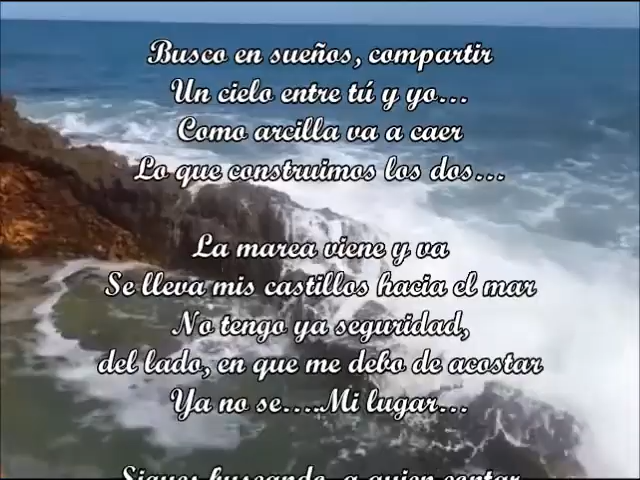 Busco en sueños, compartir
Un cielo entre tú y yo...
Como arcilla va a caer
Lo que construimos los dos...
La marea viene y va
Se lleva mis castillos hacia el mar
No tengo ya seguridad,
del lado, en que me debo de acostar
Ya no se....Mi lugar...
Sigues buscando, a quien contar